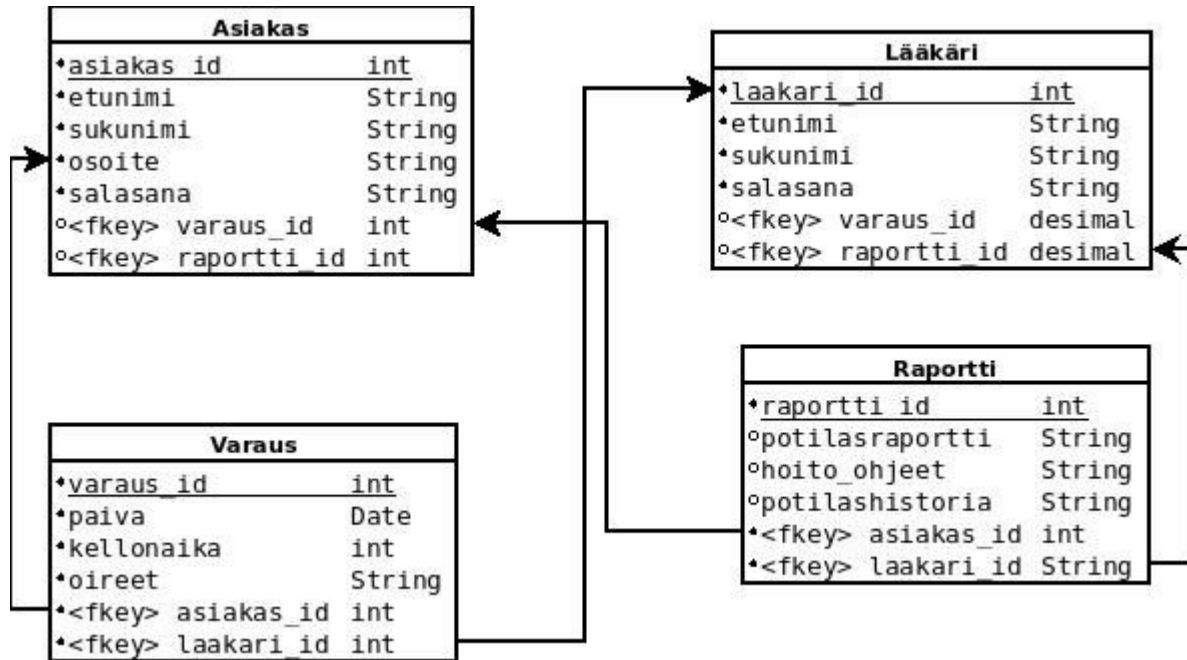 Asiakas
asiakas_id int
etunimi String
sukunimi String
osoite String
salasana String
<fkey> varaus_id int
<fkey> raportti_id int
Lääkäri
laakari_id int
etunimi String
sukunimi String
salasana String
<fkey> varaus_id desimal
<fkey> raportti_id desimal
Varaus
varaus_id int
paiva Date
kellonaika int
oireet String
<fkey> asiakas_id int
<fkey> laakari_id int
Raportti
raportti_id int
potilasraportti String
hoito_ohjeet String
potilashistoria String
<fkey> asiakas_id int
<fkey> laakari_id String